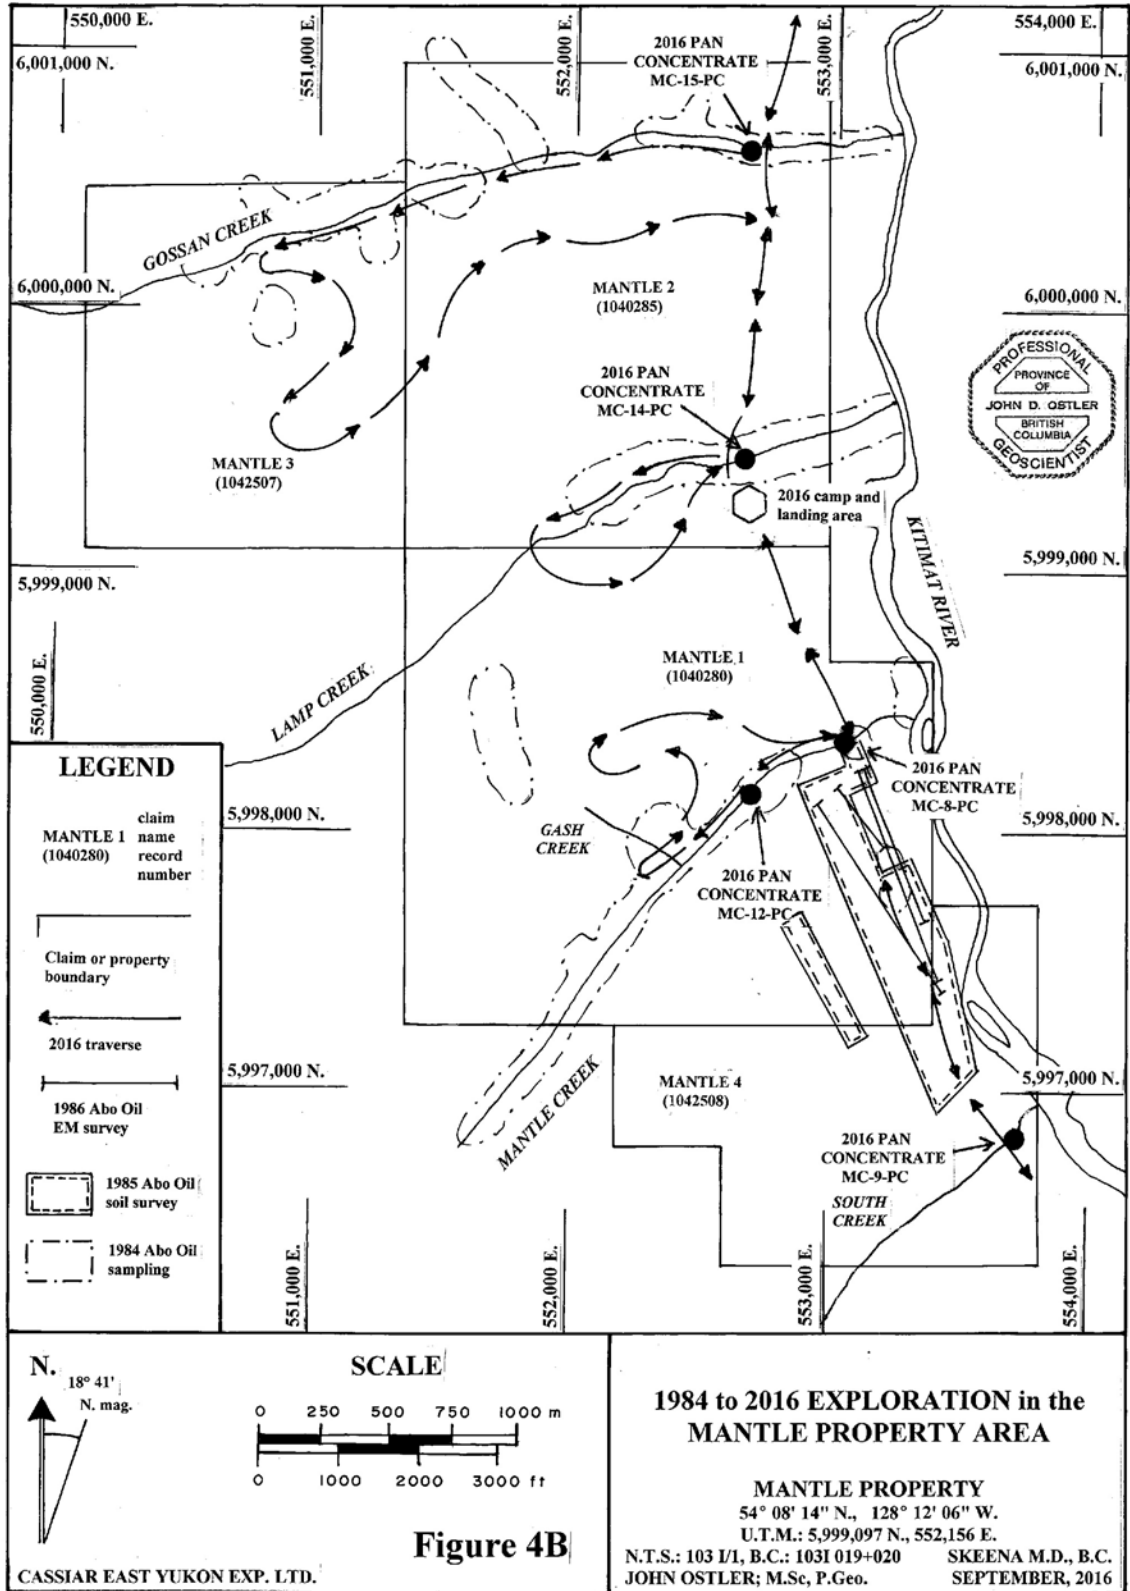 550,000 E.
551,000 E.
552,000 E.
553,000 E.
554,000 E.
6,001,000 N.
6,001,000 N.
2016 PAN
CONCENTRATE
MC-15-PC
GOSSAN CREEK
6,000,000 N.
6,000,000 N.
MANTLE 2
(1040285)
2016 PAN
CONCENTRATE
MC-14-PC
PROFESSIONAL
PROVINCE
OF
JOHN D. OSTLER
BRITISH
COLUMBIA
GEOSCIENTIST
MANTLE 3
(1042507)
2016 camp and
landing area
KITIMAT RIVER
5,999,000 N.
5,999,000 N.
550,000 E.
LAMP CREEK
MANTLE 1
(1040280)
2016 PAN
CONCENTRATE
MC-8-PC
5,998,000 N.
5,998,000 N.
GASH
CREEK
2016 PAN
CONCENTRATE
MC-12-PC
MANTLE CREEK
5,997,000 N.
5,997,000 N.
MANTLE 4
(1042508)
2016 PAN
CONCENTRATE
MC-9-PC
SOUTH
CREEK
551,000 E.
552,000 E.
553,000 E.
554,000 E.
LEGEND
MANTLE 1
(1040280)
claim
name
record
number
Claim or property
boundary
2016 traverse
1986 Abo Oil
EM survey
1985 Abo Oil
soil survey
1984 Abo Oil
sampling
N.
18° 41'
N. mag.
SCALE
0 250 500 750 1000 m
0 1000 2000 3000 ft
Figure 4B
CASSIAR EAST YUKON EXP. LTD.
1984 to 2016 EXPLORATION in the
MANTLE PROPERTY AREA
MANTLE PROPERTY
54° 08' 14" N., 128° 12' 06" W.
U.T.M.: 5,999,097 N., 552,156 E.
N.T.S.: 103 I/1, B.C.: 103I 019+020 SKEENA M.D., B.C.
JOHN OSTLER; M.Sc, P.Geo. SEPTEMBER, 2016